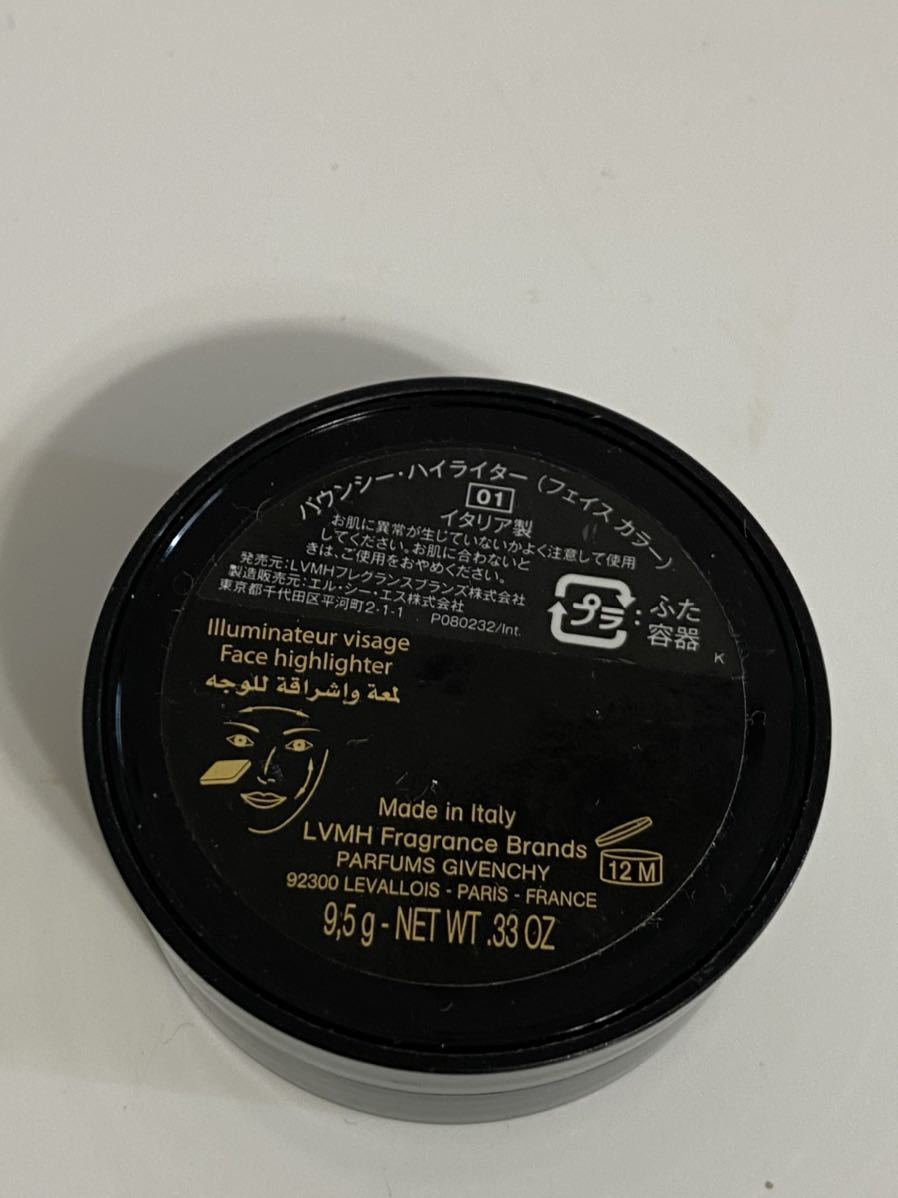 バウンシー・ハイライター（フェイス カラー）
01
イタリア製
お肌に異常が生じていないかよく注意して使用
してください。お肌に合わないと
きは、ご使用をおやめください。
発売元:LVMHフレグランスブランズ株式会社
製造販売元:エル・シー・エス株式会社
東京都千代田区平河町2-1-1
P080232/Int.
プラ
:ふた
容器
K
Illuminateur visage
Face highlighter
لمعة وإشراقة للوجه
Made in Italy
LVMH Fragrance Brands
PARFUMS GIVENCHY
92300 LEVALLOIS - PARIS - FRANCE
12 M
9,5 g - NET WT .33 OZ